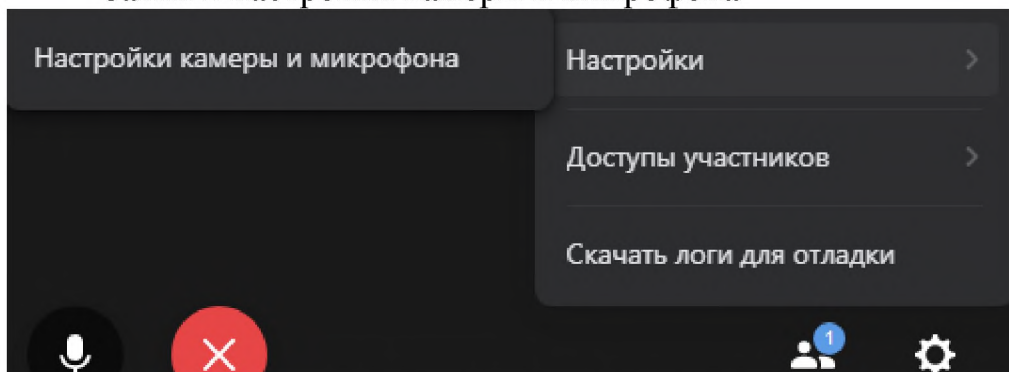 Настройки камеры и микрофона
Настройки
Доступы участников
Скачать логи для отладки
1